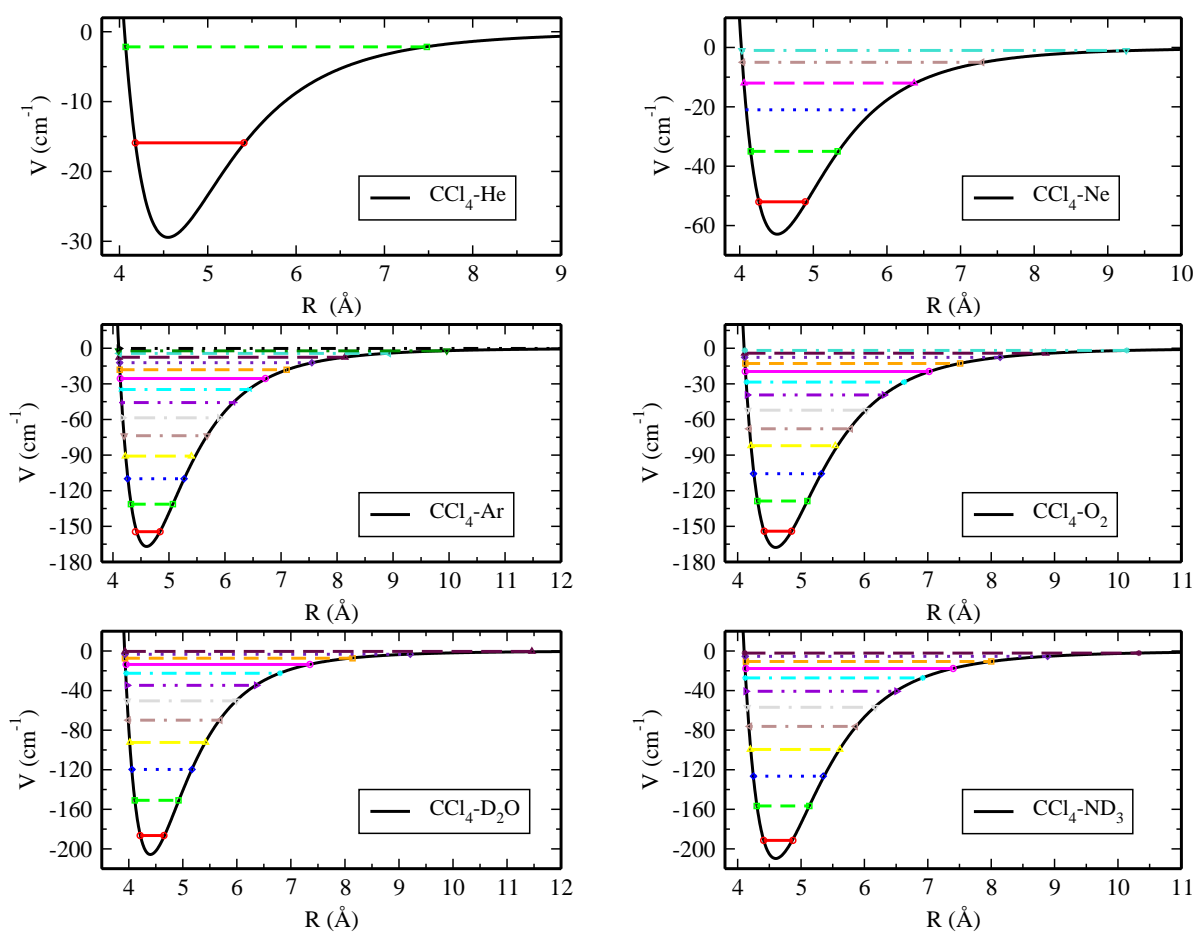 0
-10
-20
-30
V (cm⁻¹)
CCl₄-He
4 5 6 7 8 9
R (Å)
0
-20
-40
-60
V (cm⁻¹)
CCl₄-Ne
4 5 6 7 8 9 10
R (Å)
0
-30
-60
-90
-120
-150
-180
V (cm⁻¹)
CCl₄-Ar
4 5 6 7 8 9 10 11 12
R (Å)
0
-30
-60
-90
-120
-150
-180
V (cm⁻¹)
CCl₄-O₂
4 5 6 7 8 9 10 11
R (Å)
0
-40
-80
-120
-160
-200
V (cm⁻¹)
CCl₄-D₂O
4 5 6 7 8 9 10 11 12
R (Å)
0
-40
-80
-120
-160
-200
V (cm⁻¹)
CCl₄-ND₃
4 5 6 7 8 9 10 11
R (Å)